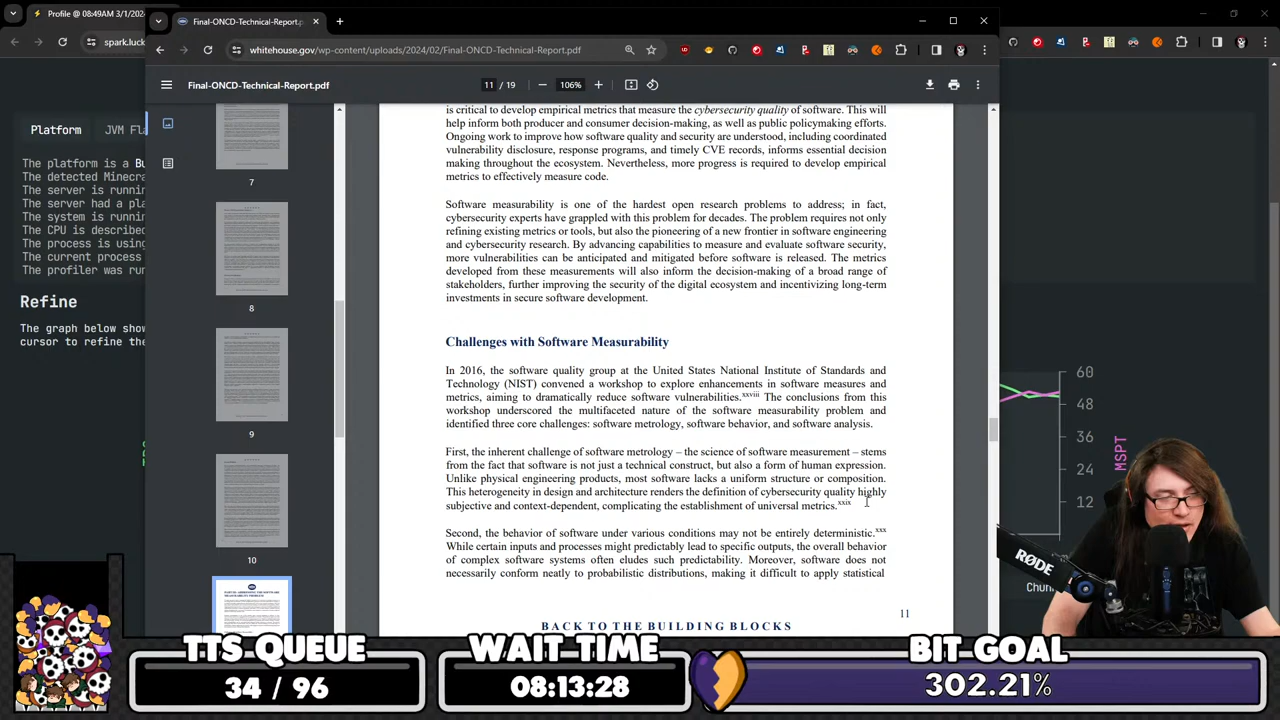 Profile @ 08:49AM 3/1/202
Final-ONCD-Technical-Report.p
spark.luck
whitehouse.gov/wp-content/uploads/2024/02/Final-ONCD-Technical-Report.pdf
Final-ONCD-Technical-Report.pdf
11 / 19
106%
Platform
JVM Fl
The platform is a Bu
The detected Minecra
The server is runnin
The server had a pla
The system is runnin
The CPU is described
The process is using
The current process
The profiler was run
Refine
The graph below show
cursor to refine the
7
8
9
10
is critical to develop empirical metrics that measure the cybersecurity quality of software. This will
help inform both producer and consumer decision-making, as well as public policymaking efforts.
Ongoing work to improve how software quality and security are understood, including coordinated
vulnerability disclosure, response programs, and timely CVE records, informs essential decision
making throughout the ecosystem. Nevertheless, more progress is required to develop empirical
metrics to effectively measure code.
Software measurability is one of the hardest open research problems to address; in fact,
cybersecurity experts have grappled with this problem for decades. The problem requires not only
refining existing metrics or tools, but also the pioneering of a new frontier in software engineering
and cybersecurity research. By advancing capabilities to measure and evaluate software security,
more vulnerabilities can be anticipated and mitigated before software is released. The metrics
developed from these measurements will also inform the decision-making of a broad range of
stakeholders, further improving the security of the digital ecosystem and incentivizing long-term
investments in secure software development.
Challenges with Software Measurability
In 2016, the software quality group at the United States National Institute of Standards and
Technology (NIST) convened a workshop to explore enhancements in software measures and
metrics, aiming to dramatically reduce software vulnerabilities.xxviii The conclusions from this
workshop underscored the multifaceted nature of the software measurability problem and
identified three core challenges: software metrology, software behavior, and software analysis.
First, the inherent challenge of software metrology – the science of software measurement – stems
from the fact that software is not just a technical construct, but also a form of human expression.
Unlike physical engineering products, most software lacks a uniform structure or composition.
This heterogeneity in design and architecture renders the definition of cybersecurity quality highly
subjective and context-dependent, complicating the establishment of universal metrics.xxix
Second, the behavior of software under various conditions may not be entirely deterministic.xxx
While certain inputs and processes might predictably lead to specific outputs, the overall behavior
of complex software systems often eludes such predictability. Moreover, software does not
necessarily conform neatly to probabilistic distributions, making it difficult to apply statistical
11
BACK TO THE BUILDING BLOCKS
60
48
36
24
12
MSPT
Chun
RØDE
TTS QUEUE
34 / 96
WAIT TIME
08:13:28
BIT GOAL
302.21%